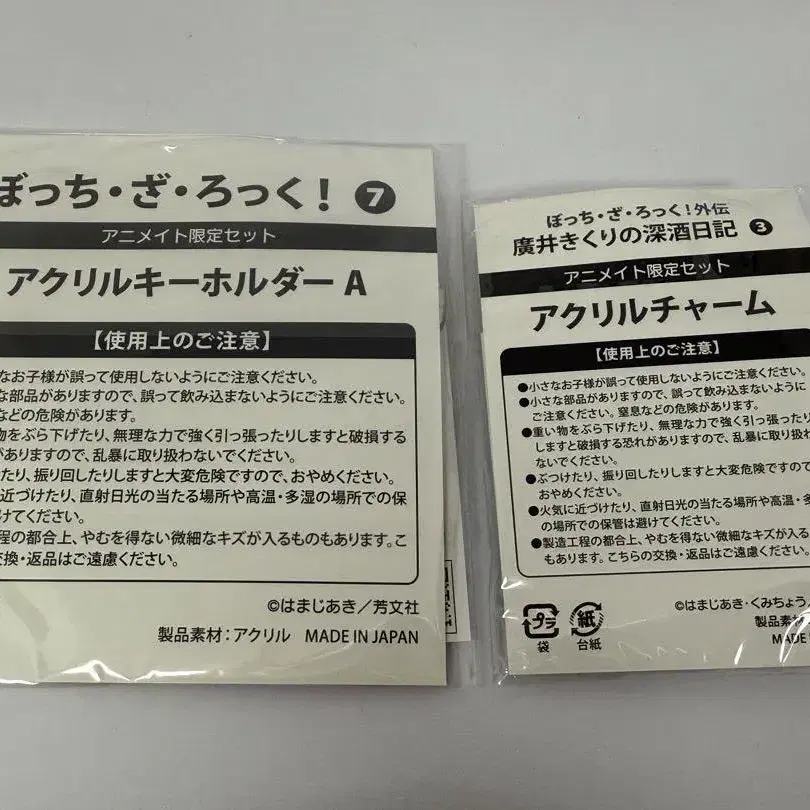 ぼっち・ざ・ろっく！ 7
アニメイト限定セット
アクリルキーホルダー A
【使用上のご注意】
なお子様が誤って使用しないようにご注意ください。
な部品がありますので、誤って飲み込まないようにご注意ください。
などの危険があります。
物をぶら下げたり、無理な力で強く引っ張ったりしますと破損する
がありますので、乱暴に取り扱わないでください。
たり、振り回したりしますと大変危険ですので、おやめください。
に近づけたり、直射日光の当たる場所や高温・多湿の場所での保
けてください。
程の都合上、やむを得ない微細なキズが入るものもあります。こ
交換・返品はご遠慮ください。
©はまじあき／芳文社
製品素材：アクリル MADE IN JAPAN
ぼっち・ざ・ろっく！外伝
廣井きくりの深酒日記 3
アニメイト限定セット
アクリルチャーム
【使用上のご注意】
●小さなお子様が誤って使用しないようにご注意ください。
●小さな部品がありますので、誤って飲み込まないように
ご注意ください。窒息などの危険があります。
●重い物をぶら下げたり、無理な力で強く引っ張ったり
しますと破損する恐れがありますので、乱暴に取り扱わ
ないでください。
●ぶつけたり、振り回したりしますと大変危険ですので
おやめください。
●火気に近づけたり、直射日光の当たる場所や高温・多
の場所での保管は避けてください。
●製造工程の都合上、やむを得ない微細なキズが入る
もあります。こちらの交換・返品はご遠慮ください。
©はまじあき・くみちょう
プラ
袋
紙
台紙
製品
MADE